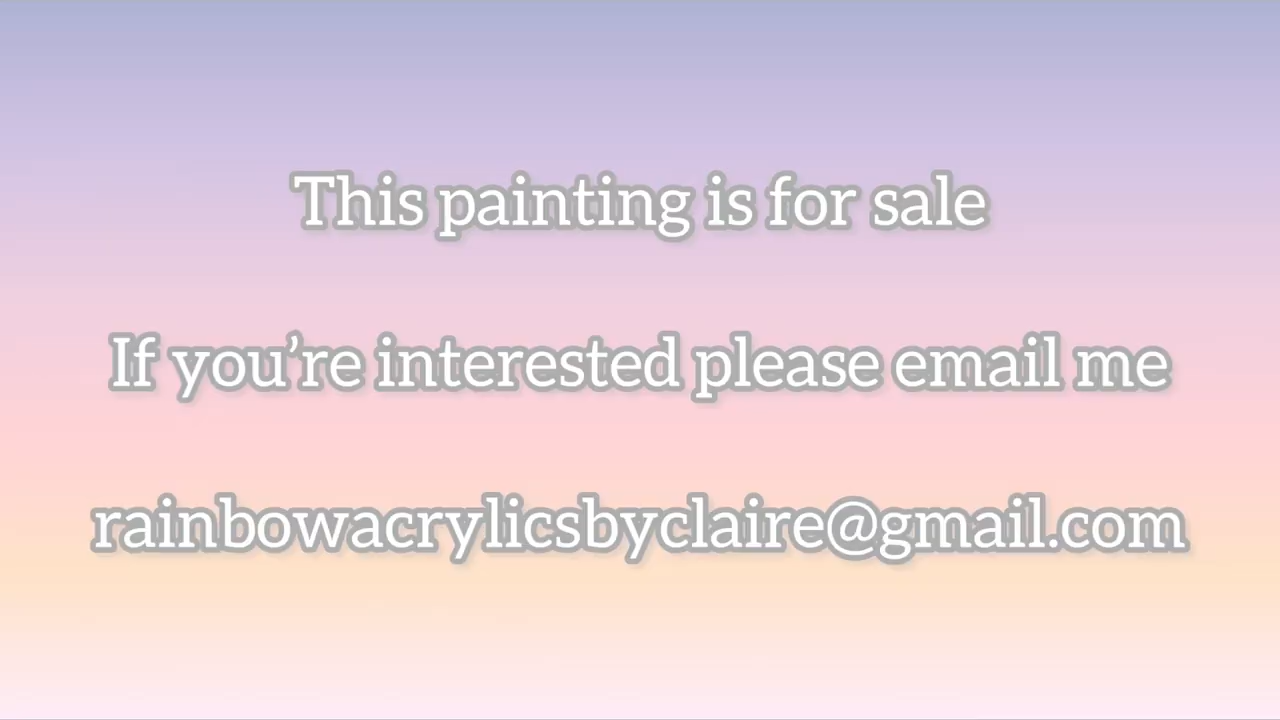 This painting is for sale
If you’re interested please email me
rainbowacrylicsbyclaire@gmail.com